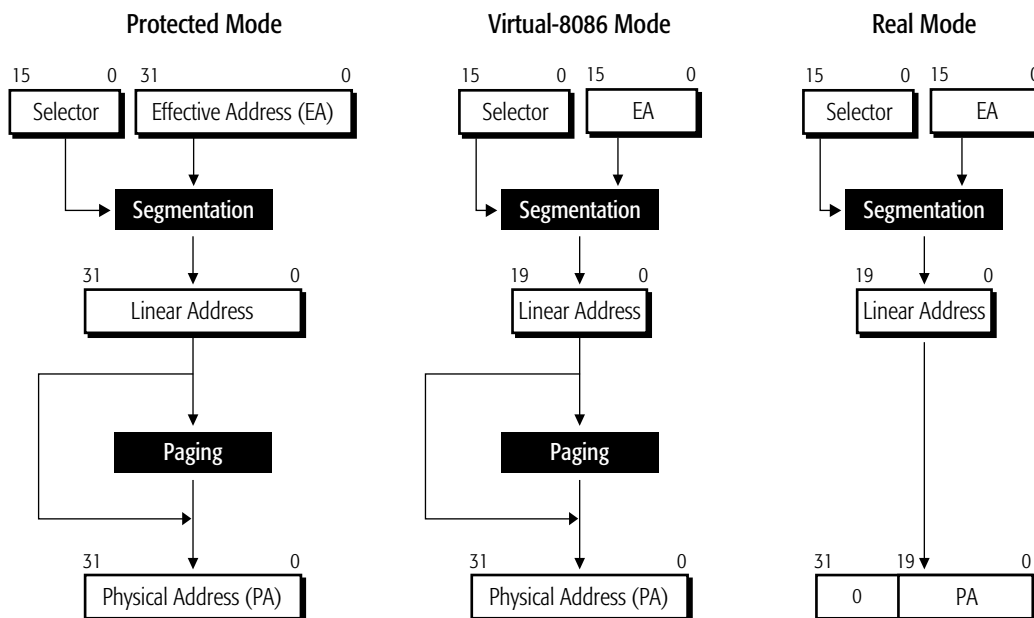 Protected Mode Virtual-8086 Mode Real Mode
15 0 31 0 15 0 15 0 15 0 15 0
Selector Effective Address (EA) Selector EA Selector EA
Segmentation Segmentation Segmentation
31 0 19 0 19 0
Linear Address Linear Address Linear Address
Paging Paging
31 0 31 0 31 19 0
Physical Address (PA) Physical Address (PA) 0 PA